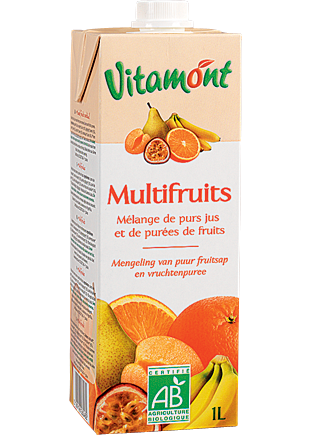 Vitamont
Multifruits
Mélange de purs jus
et de purées de fruits
Mengeling van puur fruitsap
en vruchtenpuree
CERTIFIÉ
AB
AGRICULTURE
BIOLOGIQUE
1L